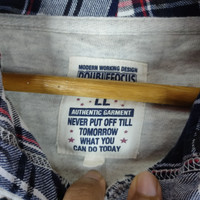 MODERN WORKING DESIGN
DOUBLEFOCUS
LL
AUTHENTIC GARMENT
NEVER PUT OFF TILL
TOMORROW
WHAT YOU
CAN DO TODAY